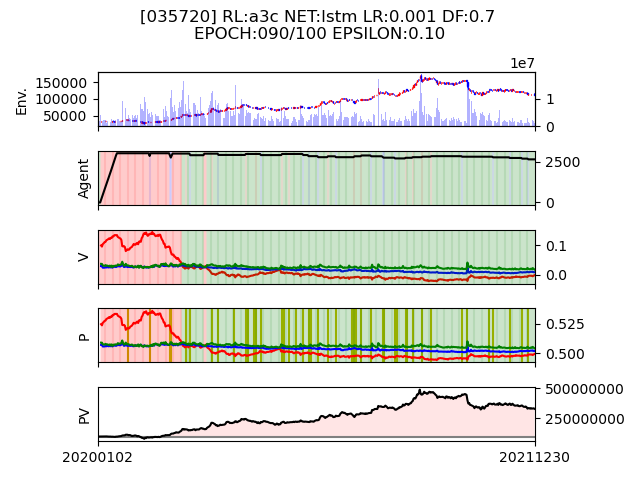 [035720] RL:a3c NET:lstm LR:0.001 DF:0.7
EPOCH:090/100 EPSILON:0.10
1e7
Env.
150000
100000
50000
1
0
Agent
2500
0
V
0.1
0.0
P
0.525
0.500
PV
500000000
250000000
20200102
20211230